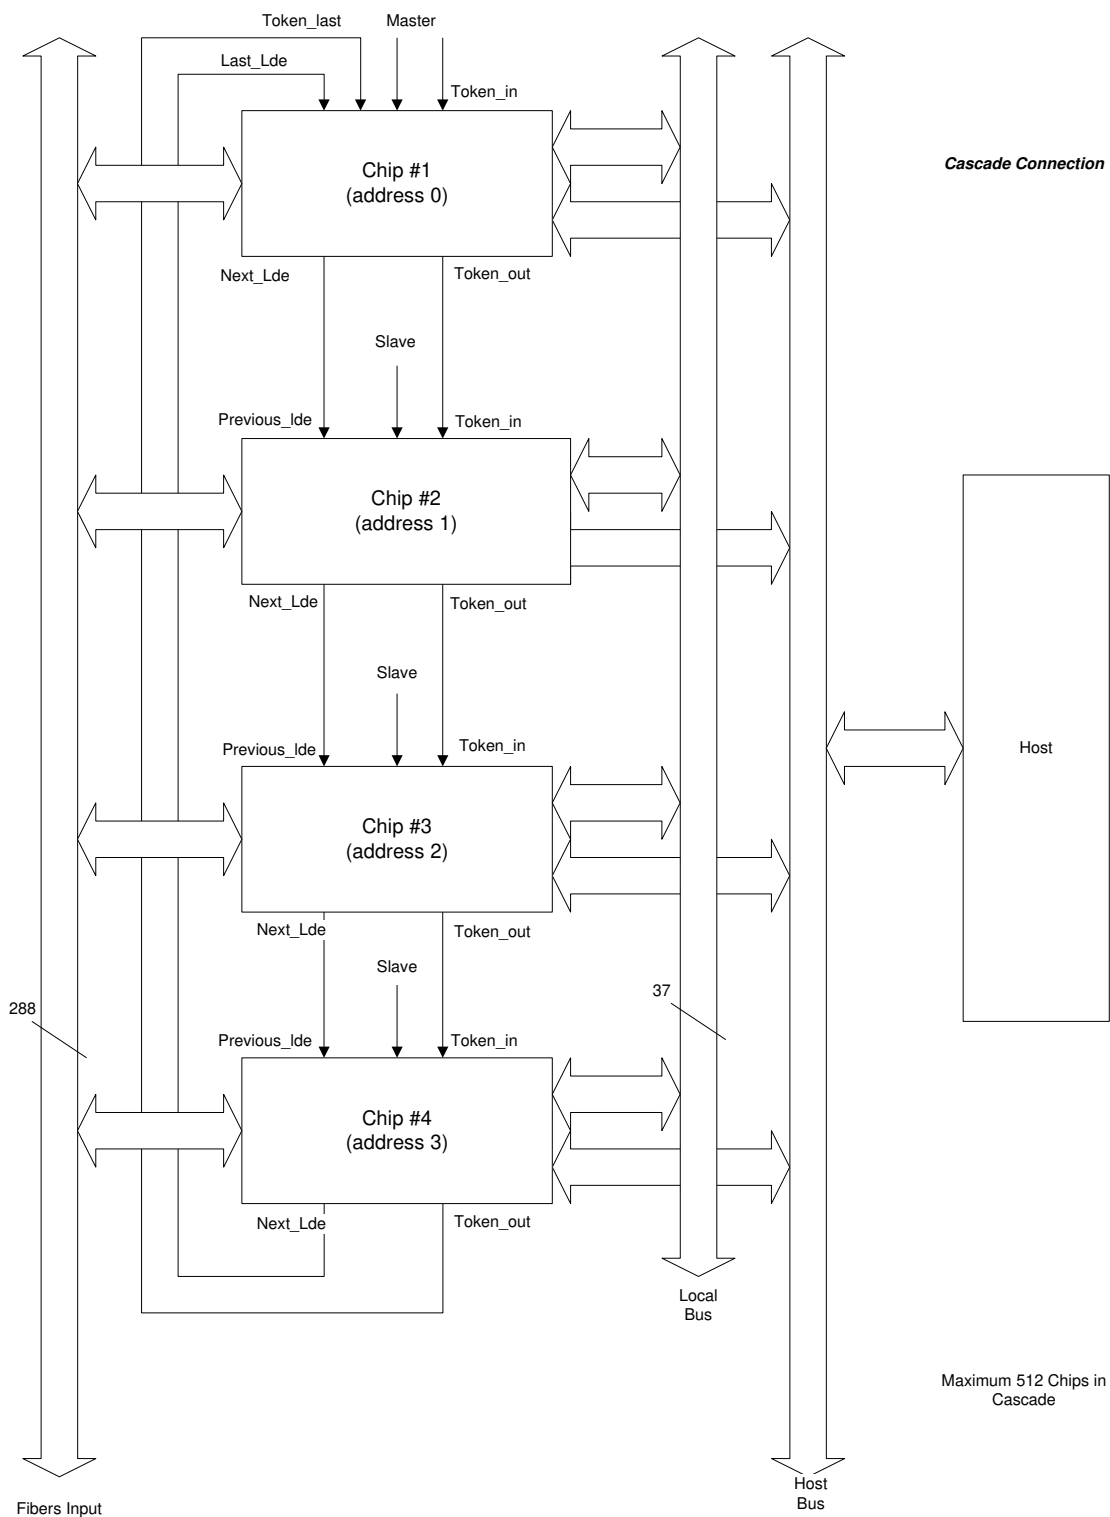 Token_last
Master
Last_Lde
Token_in
Chip #1
(address 0)
Cascade Connection
Next_Lde
Token_out
Slave
Previous_lde
Token_in
Chip #2
(address 1)
Next_Lde
Token_out
Slave
Previous_lde
Token_in
Host
Chip #3
(address 2)
Next_Lde
Token_out
Slave
288
37
Previous_lde
Token_in
Chip #4
(address 3)
Next_Lde
Token_out
Local
Bus
Maximum 512 Chips in
Cascade
Host
Bus
Fibers Input